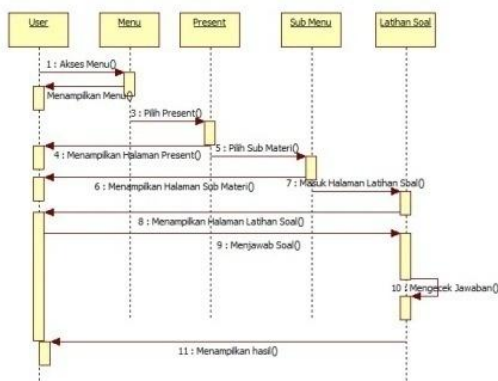 User
Menu
Present
Sub Menu
Latihan Soal
1 : Akses Menu()
Menampilkan Menu()
3 : Pilih Present()
4 : Menampilkan Halaman Present()
5 : Pilih Sub Materi()
6 : Menampilkan Halaman Sub Materi()
7 : Masuk Halaman Latihan Soal()
8 : Menampilkan Halaman Latihan Soal()
9 : Menjawab Soal()
10 : Mengecek Jawaban()
11 : Menampilkan hasil()